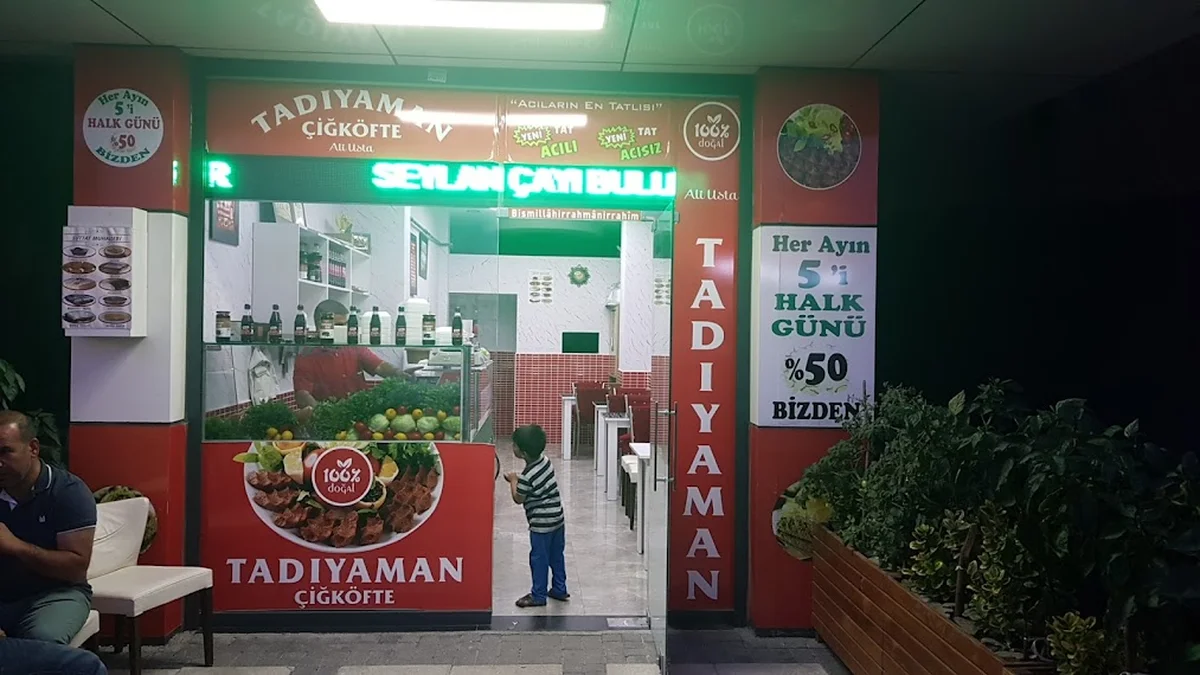 Her Ayın
5'i
HALK GÜNÜ
%50
BİZDEN
TADIYAMAN
ÇİĞKÖFTE
Ali Usta
"ACILARIN EN TATLISI"
YENİ TAT
ACILI
YENİ TAT
ACISIZ
100%
doğal
R SEYLAN ÇAYI BULU
Bismillâhirrahmânirrahîm
Ali Usta
TADIYAMAN
Her Ayın
5'i
HALK
GÜNÜ
%50
BİZDEN
100%
doğal
TADIYAMAN
ÇİĞKÖFTE